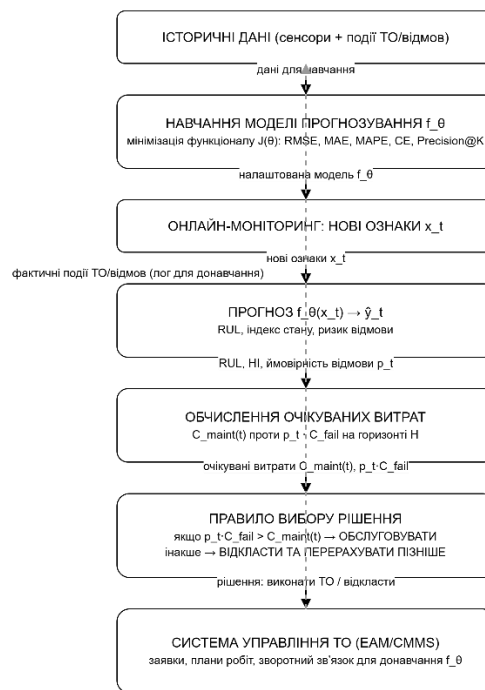 ІСТОРИЧНІ ДАНІ (сенсори + події ТО/відмов)
дані для навчання
НАВЧАННЯ МОДЕЛІ ПРОГНОЗУВАННЯ f_θ
мінімізація функціоналу J(θ): RMSE, MAE, MAPE, CE, Precision@K
налаштована модель f_θ
ОНЛАЙН-МОНІТОРИНГ: НОВІ ОЗНАКИ x_t
нові ознаки x_t
фактичні події ТО/відмов (лог для донавчання)
ПРОГНОЗ f_θ(x_t) → ŷ_t
RUL, індекс стану, ризик відмови
RUL, HI, ймовірність відмови p_t
ОБЧИСЛЕННЯ ОЧІКУВАНИХ ВИТРАТ
C_maint(t) проти p_t · C_fail на горизонті H
очікувані витрати C_maint(t), p_t·C_fail
ПРАВИЛО ВИБОРУ РІШЕННЯ
якщо p_t·C_fail > C_maint(t) → ОБСЛУГОВУВАТИ
інакше → ВІДКЛАСТИ ТА ПЕРЕРАХУВАТИ ПІЗНІШЕ
рішення: виконати ТО / відкласти
СИСТЕМА УПРАВЛІННЯ ТО (EAM/CMMS)
заявки, плани робіт, зворотний зв'язок для донавчання f_θ